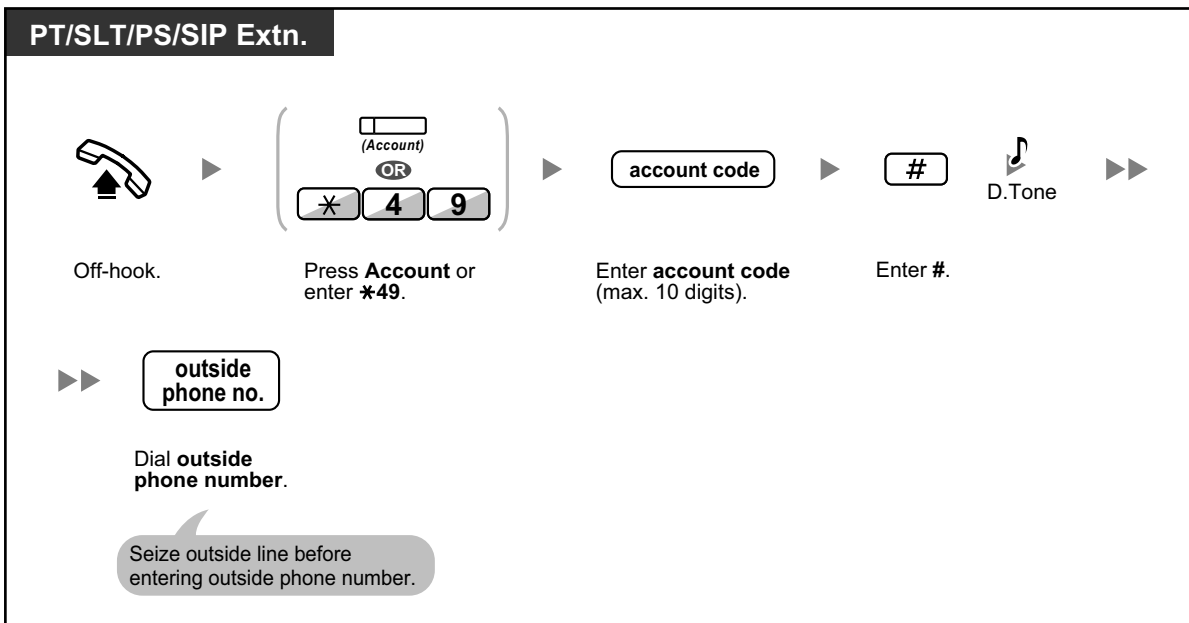 PT/SLT/PS/SIP Extn.
(Account)
OR
* 4 9
account code
#
D.Tone
Off-hook.
Press Account or
enter *49.
Enter account code
(max. 10 digits).
Enter #.
outside
phone no.
Dial outside
phone number.
Seize outside line before
entering outside phone number.